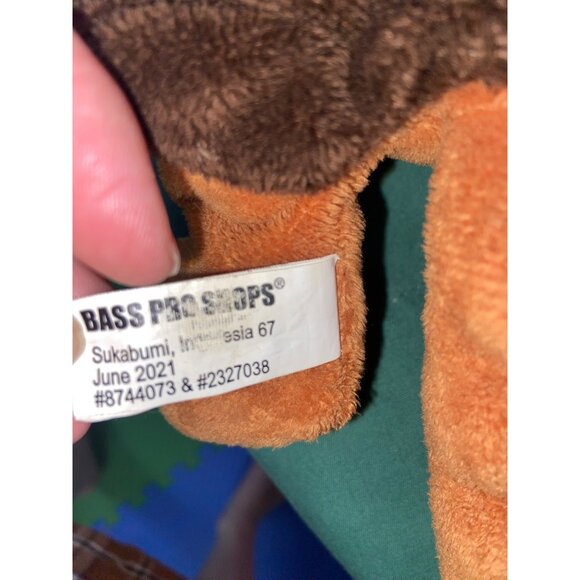 BASS PRO SHOPS®
Sukabumi, Indonesia 67
June 2021
#8744073 & #2327038